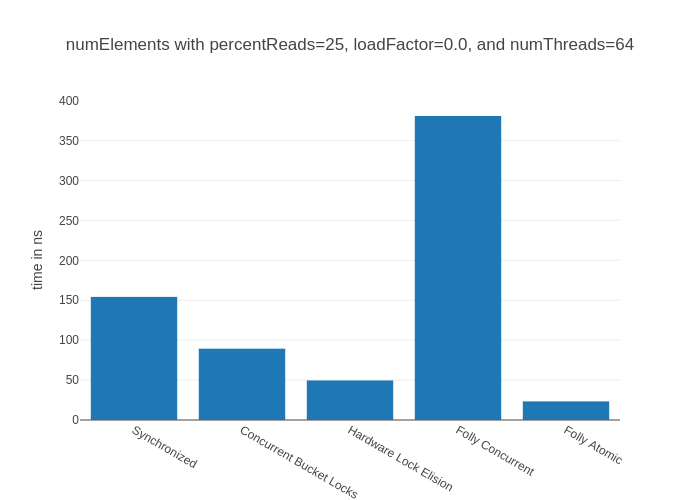 numElements with percentReads=25, loadFactor=0.0, and numThreads=64
400
350
300
250
200
150
100
50
0
time in ns
Synchronized
Concurrent Bucket Locks
Hardware Lock Elision
Folly Concurrent
Folly Atomic